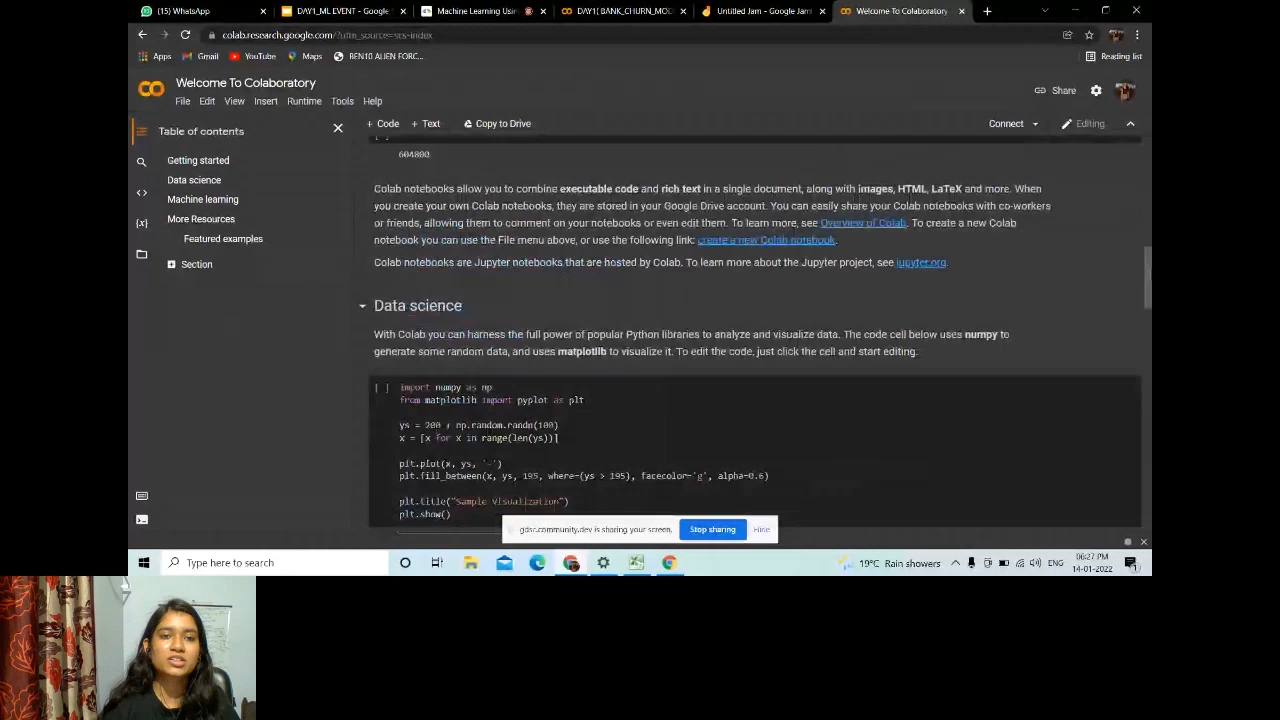 (15) WhatsApp
DAY1_ML EVENT - Google
Machine Learning Usin
DAY1( BANK_CHURN_MOD
Untitled Jam - Google Jam
Welcome To Colaboratory
colab.research.google.com/?utm_source=scs-index
Apps
Gmail
YouTube
Maps
BEN10 ALIEN FORC...
Reading list
Welcome To Colaboratory
File Edit View Insert Runtime Tools Help
Share
Table of contents
+ Code + Text Copy to Drive
Connect
Editing
Getting started
Data science
Machine learning
More Resources
Featured examples
Section
604800
Colab notebooks allow you to combine executable code and rich text in a single document, along with images, HTML, LaTeX and more. When
you create your own Colab notebooks, they are stored in your Google Drive account. You can easily share your Colab notebooks with co-workers
or friends, allowing them to comment on your notebooks or even edit them. To learn more, see Overview of Colab. To create a new Colab
notebook you can use the File menu above, or use the following link: create a new Colab notebook.
Colab notebooks are Jupyter notebooks that are hosted by Colab. To learn more about the Jupyter project, see jupyter.org.
Data science
With Colab you can harness the full power of popular Python libraries to analyze and visualize data. The code cell below uses numpy to
generate some random data, and uses matplotlib to visualize it. To edit the code, just click the cell and start editing.
[ ] import numpy as np
from matplotlib import pyplot as plt
ys = 200 + np.random.randn(100)
x = [x for x in range(len(ys))]
plt.plot(x, ys, '-')
plt.fill_between(x, ys, 195, where=(ys > 195), facecolor='g', alpha=0.6)
plt.title("Sample Visualization")
plt.show()
gdsc.community.dev is sharing your screen.
Stop sharing
Hide
Type here to search
19°C Rain showers
ENG
06:27 PM
14-01-2022